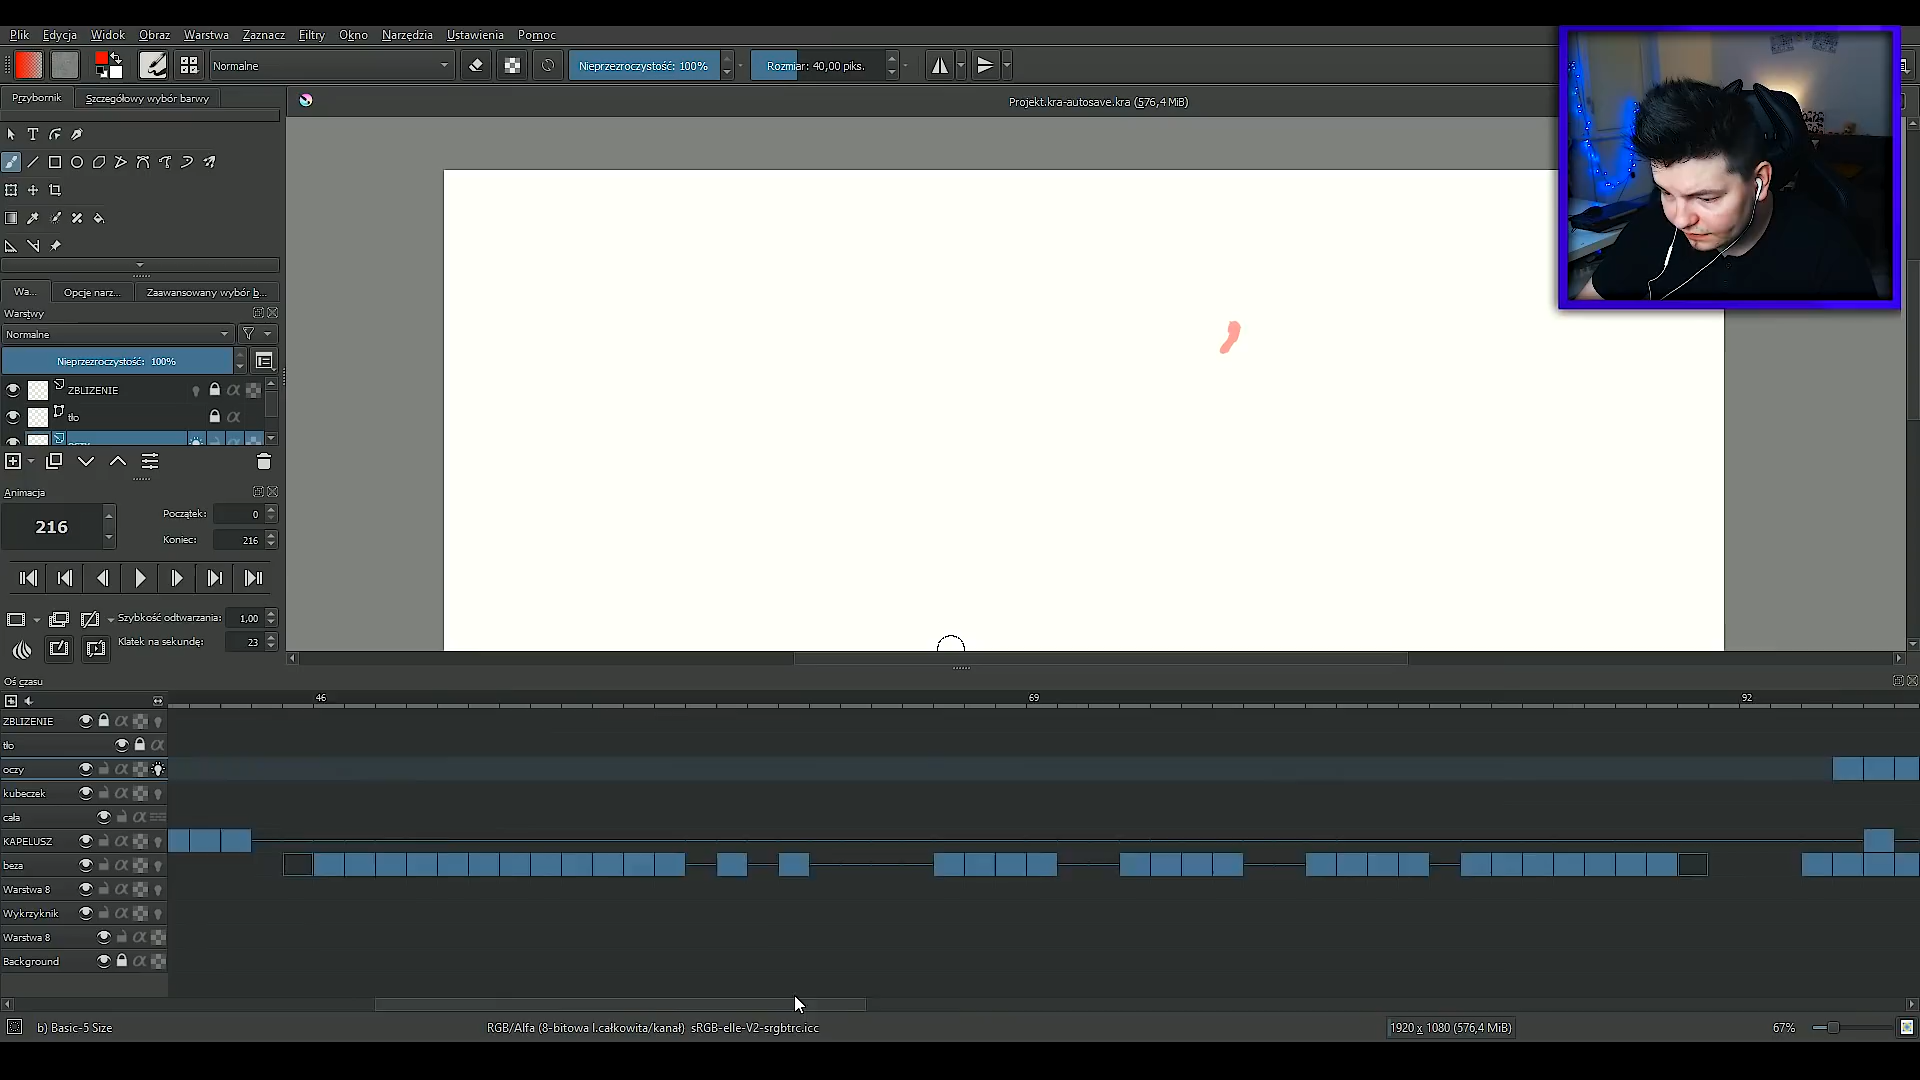 Plik Edycja Widok Obraz Warstwa Zaznacz Filtry Okno Narzędzia Ustawienia Pomoc
Normalne Nieprzezroczystość: 100% Rozmiar: 40,00 piks.
Przybornik Szczegółowy wybór barwy
Projekt.kra-autosave.kra (576,4 MiB)
Wa... Opcje narz... Zaawansowany wybór b...
Warstwy
Normalne
Nieprzezroczystość: 100%
ZBLIZENIE
tło
Animacja
216
Początek: 0
Koniec: 216
Szybkość odtwarzania: 1,00
Klatek na sekundę: 23
Oś czasu
46 69 92
ZBLIZENIE
tło
oczy
kubeczek
cała
KAPELUSZ
beza
Warstwa 8
Wykrzyknik
Warstwa 8
Background
b) Basic-5 Size
RGB/Alfa (8-bitowa l.całkowita/kanał) sRGB-elle-V2-srgbtrc.icc
1920 x 1080 (576,4 MiB)
67%